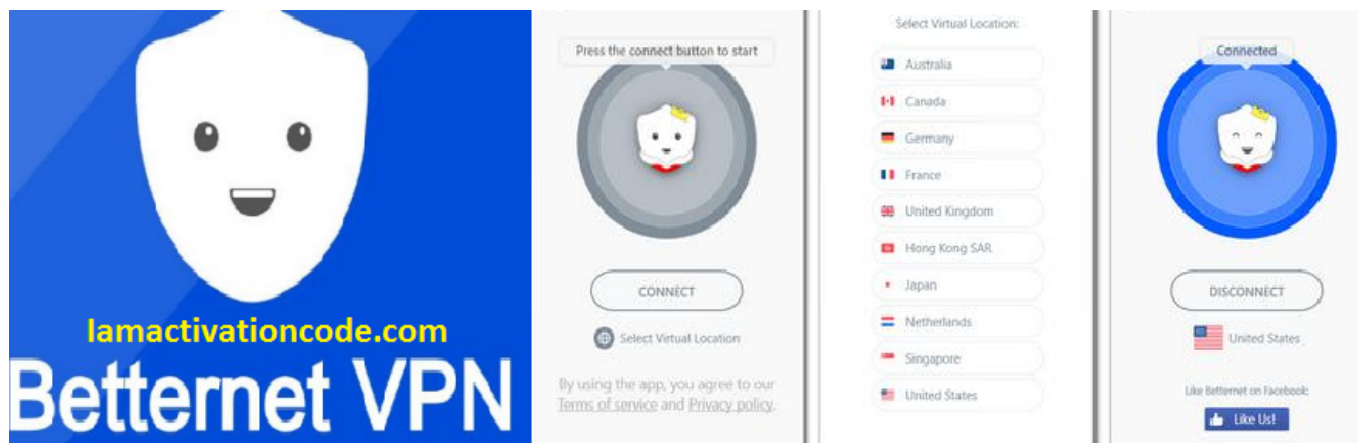 Iamactivationcode.com
Betternet VPN
Press the connect button to start
CONNECT
Select Virtual Location
By using the app, you agree to our
Terms of service and Privacy policy.
Select Virtual Location:
Australia
Canada
Germany
France
United Kingdom
Hong Kong SAR
Japan
Netherlands
Singapore
United States
Connected
DISCONNECT
United States
Like Betternet on Facebook:
Like Us!